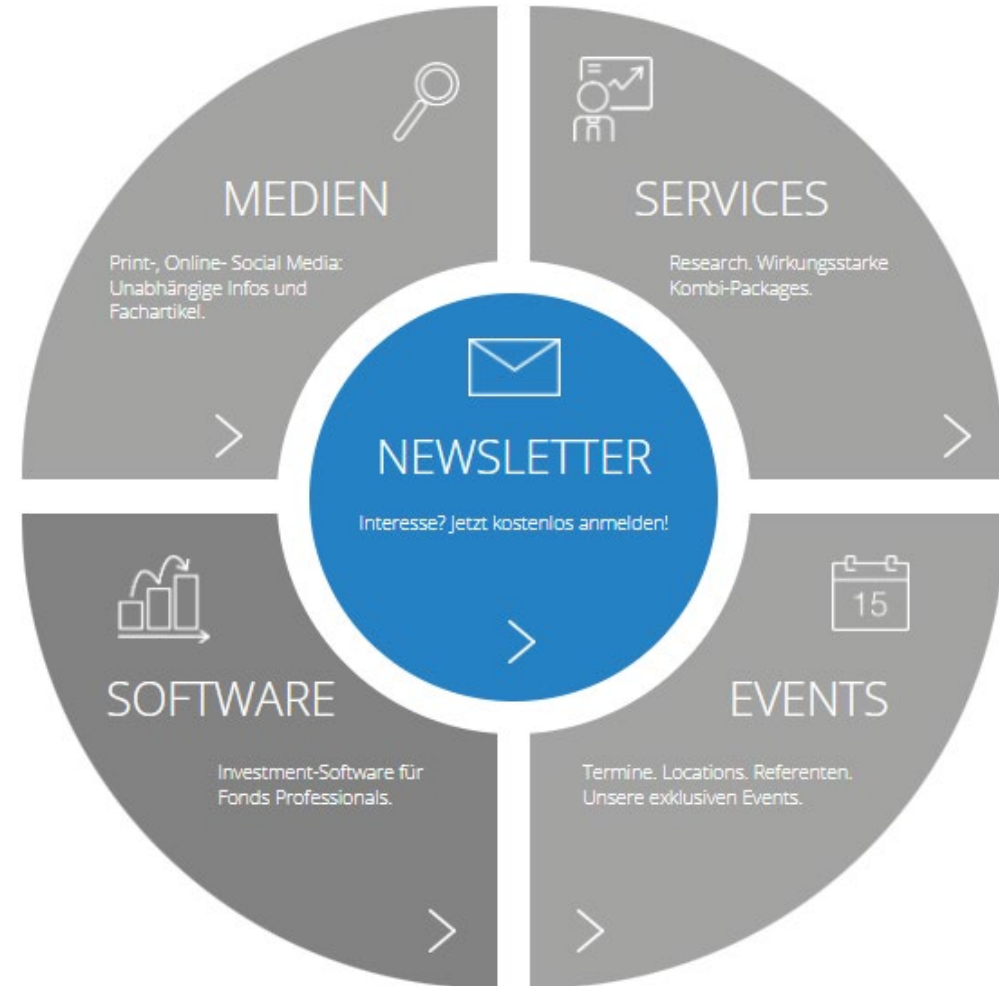 MEDIEN
Print-, Online- Social Media:
Unabhängige Infos und
Fachartikel.
SERVICES
Research. Wirkungsstarke
Kombi-Packages.
NEWSLETTER
Interesse? Jetzt kostenlos anmelden!
SOFTWARE
Investment-Software für
Fonds Professionals.
15
EVENTS
Termine. Locations. Referenten.
Unsere exklusiven Events.